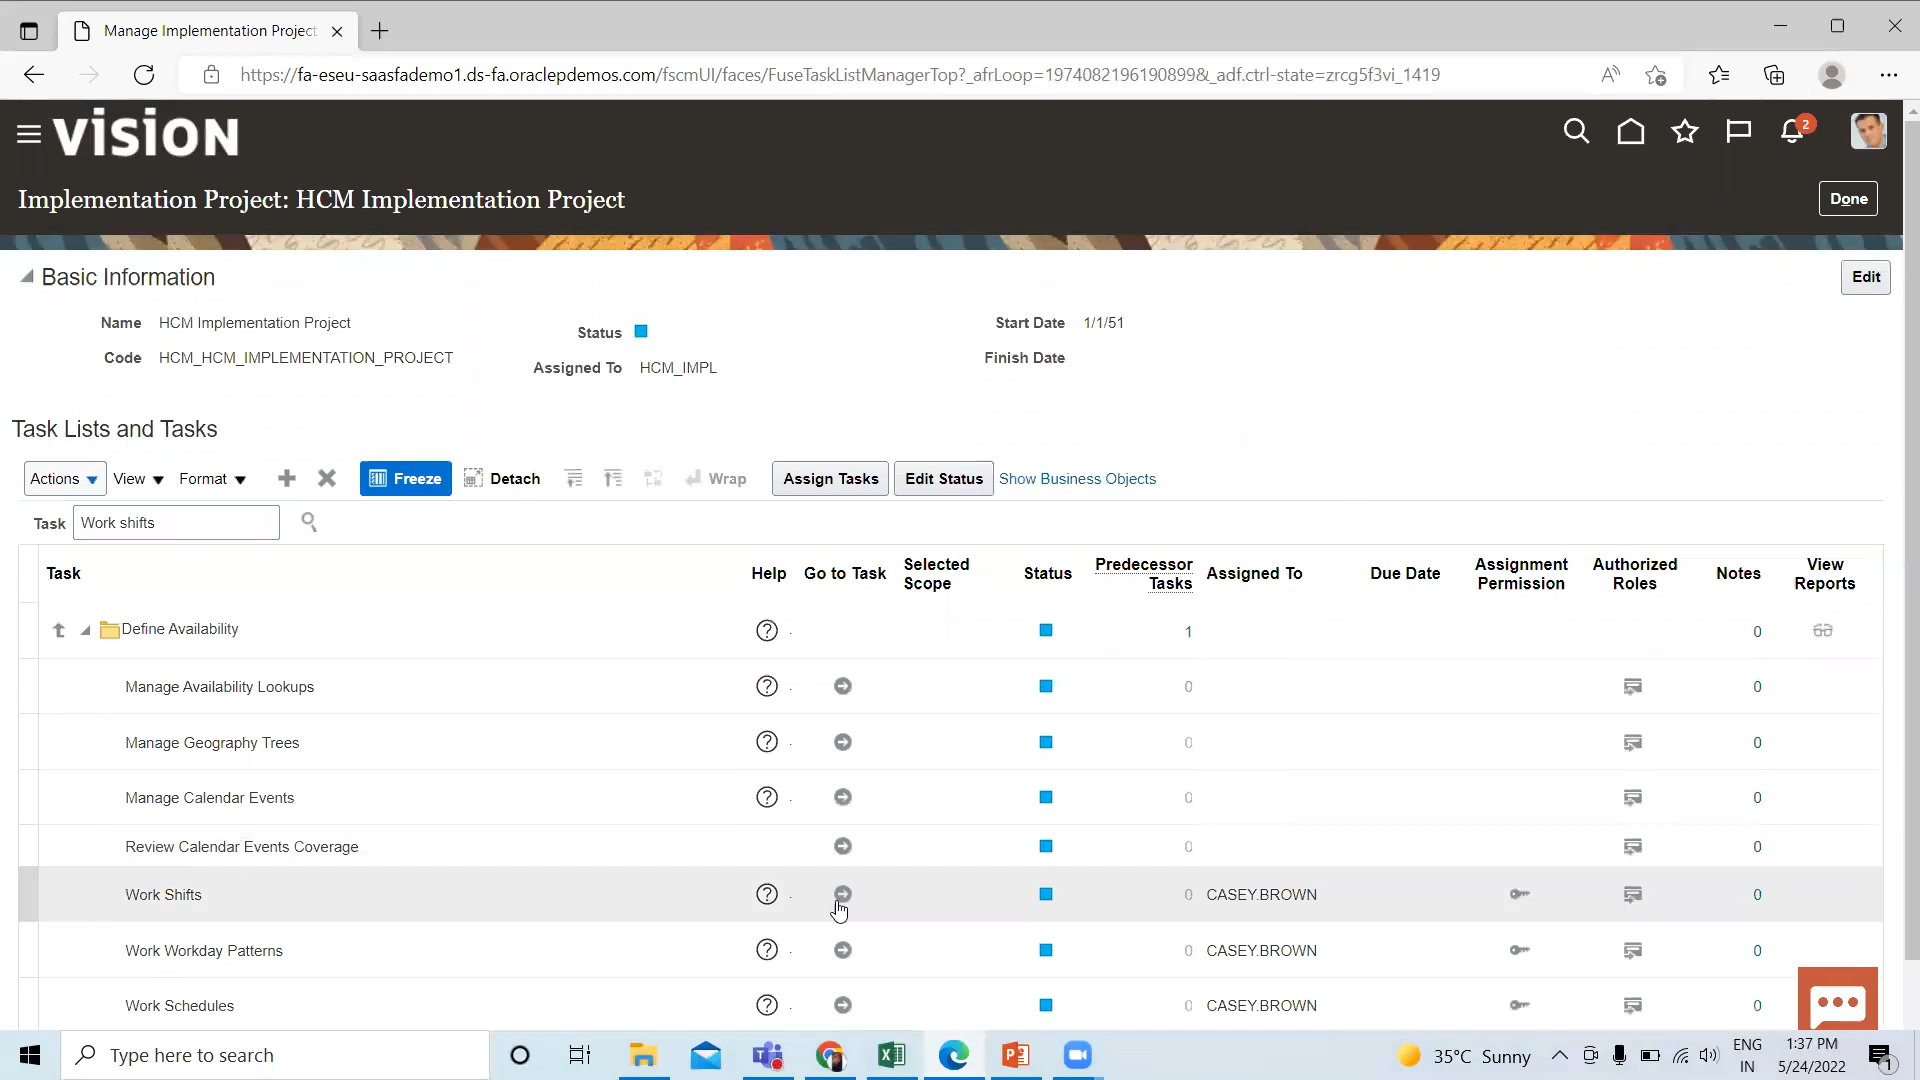 Manage Implementation Project
https://fa-eseu-saasfademo1.ds-fa.oraclepdemos.com/fscmUI/faces/FuseTaskListManagerTop?_afrLoop=1974082196190899&_adf.ctrl-state=zrcg5f3vi_1419
vision
2
Implementation Project: HCM Implementation Project
Done
Basic Information
Edit
Name HCM Implementation Project
Status
Start Date 1/1/51
Code HCM_HCM_IMPLEMENTATION_PROJECT
Assigned To HCM_IMPL
Finish Date
Task Lists and Tasks
Actions View Format Freeze Detach Wrap Assign Tasks Edit Status Show Business Objects
Task Work shifts
Task Help Go to Task Selected Scope Status Predecessor Tasks Assigned To Due Date Assignment Permission Authorized Roles Notes View Reports
Define Availability 1 0
Manage Availability Lookups 0 0
Manage Geography Trees 0 0
Manage Calendar Events 0 0
Review Calendar Events Coverage 0 0
Work Shifts 0 CASEY.BROWN 0
Work Workday Patterns 0 CASEY.BROWN 0
Work Schedules 0 CASEY.BROWN 0
Type here to search
35°C Sunny
ENG
IN
1:37 PM
5/24/2022
1